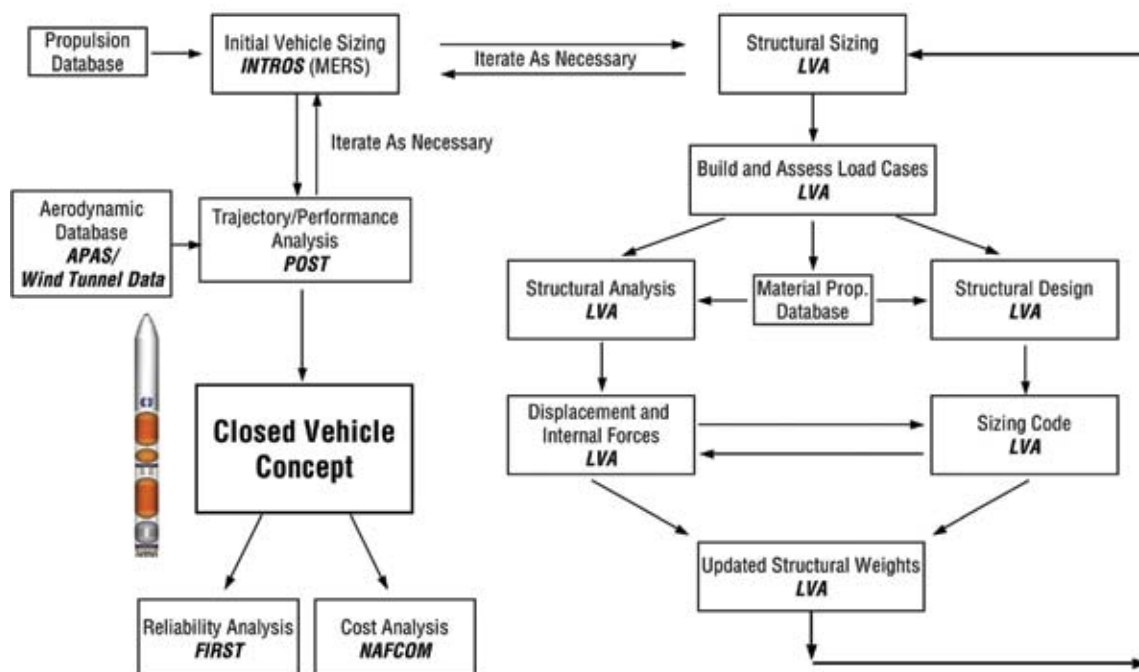 Propulsion
Database
Initial Vehicle Sizing
INTROS (MERS)
Iterate As Necessary
Structural Sizing
LVA
Iterate As Necessary
Build and Assess Load Cases
LVA
Aerodynamic
Database
APAS/
Wind Tunnel Data
Trajectory/Performance
Analysis
POST
Structural Analysis
LVA
Material Prop.
Database
Structural Design
LVA
Closed Vehicle
Concept
Displacement and
Internal Forces
LVA
Sizing Code
LVA
Updated Structural Weights
LVA
Reliability Analysis
FIRST
Cost Analysis
NAFCOM